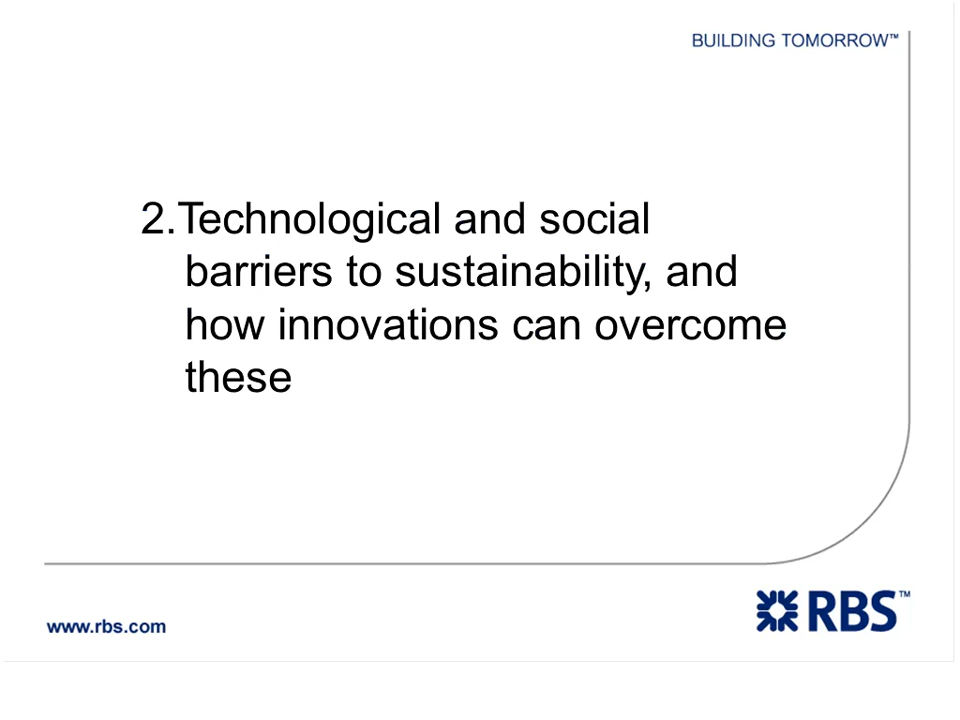 BUILDING TOMORROW™
2.Technological and social
barriers to sustainability, and
how innovations can overcome
these
www.rbs.com
RBS™